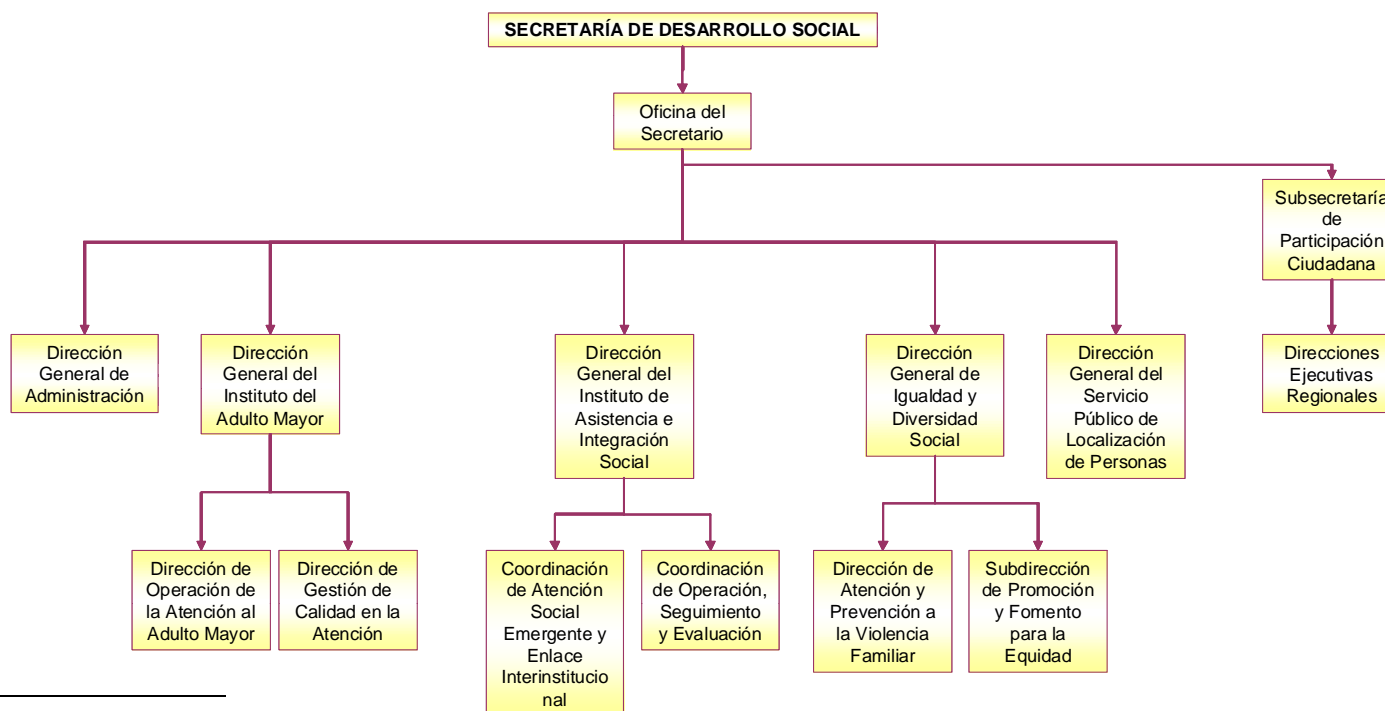 SECRETARÍA DE DESARROLLO SOCIAL
Oficina del
Secretario
Subsecretaría
de
Participación
Ciudadana
Dirección
General de
Administración
Dirección
General del
Instituto del
Adulto Mayor
Dirección
General del
Instituto de
Asistencia e
Integración
Social
Dirección
General de
Igualdad y
Diversidad
Social
Dirección
General del
Servicio
Público de
Localización
de Personas
Direcciones
Ejecutivas
Regionales
Dirección de
Operación de
la Atención al
Adulto Mayor
Dirección de
Gestión de
Calidad en la
Atención
Coordinación
de Atención
Social
Emergente y
Enlace
Interinstitucio
nal
Coordinación
de Operación,
Seguimiento
y Evaluación
Dirección de
Atención y
Prevención a
la Violencia
Familiar
Subdirección
de Promoción
y Fomento
para la
Equidad